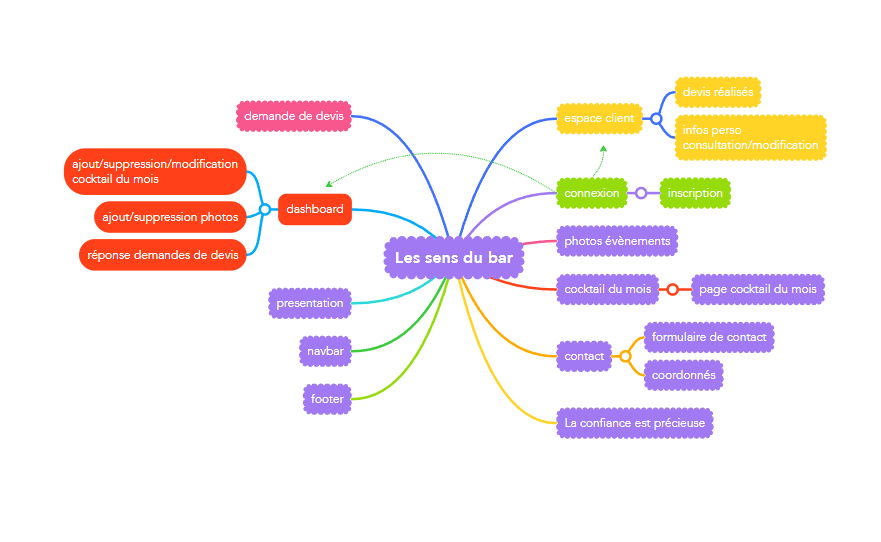 Les sens du bar
demande de devis
dashboard
ajout/suppression/modification
cocktail du mois
ajout/suppression photos
réponse demandes de devis
presentation
navbar
footer
espace client
devis réalisés
infos perso
consultation/modification
connexion
inscription
photos évènements
cocktail du mois
page cocktail du mois
contact
formulaire de contact
coordonnés
La confiance est précieuse